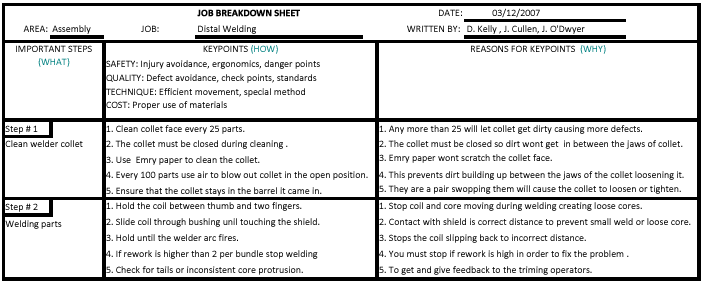 JOB BREAKDOWN SHEET DATE: 03/12/2007
AREA: Assembly JOB: Distal Welding WRITTEN BY: D. Kelly , J. Cullen, J. O'Dwyer
IMPORTANT STEPS KEYPOINTS (HOW) REASONS FOR KEYPOINTS (WHY)
(WHAT)
SAFETY: Injury avoidance, ergonomics, danger points
QUALITY: Defect avoidance, check points, standards
TECHNIQUE: Efficient movement, special method
COST: Proper use of materials
Step # 1
Clean welder collet
1. Clean collet face every 25 parts.
2. The collet must be closed during cleaning .
3. Use Emry paper to clean the collet.
4. Every 100 parts use air to blow out collet in the open position.
5. Ensure that the collet stays in the barrel it came in.
1. Any more than 25 will let collet get dirty causing more defects.
2. The collet must be closed so dirt wont get in between the jaws of collet.
3. Emry paper wont scratch the collet face.
4. This prevents dirt building up between the jaws of the collet loosening it.
5. They are a pair swopping them will cause the collet to loosen or tighten.
Step # 2
Welding parts
1. Hold the coil between thumb and two fingers.
2. Slide coil through bushing unil touching the shield.
3. Hold until the welder arc fires.
4. If rework is higher than 2 per bundle stop welding
5. Check for tails or inconsistent core protrusion.
1. Stop coil and core moving during welding creating loose cores.
2. Contact with shield is correct distance to prevent small weld or loose core.
3. Stops the coil slipping back to incorrect distance.
4. You must stop if rework is high in order to fix the problem .
5. To get and give feedback to the triming operators.